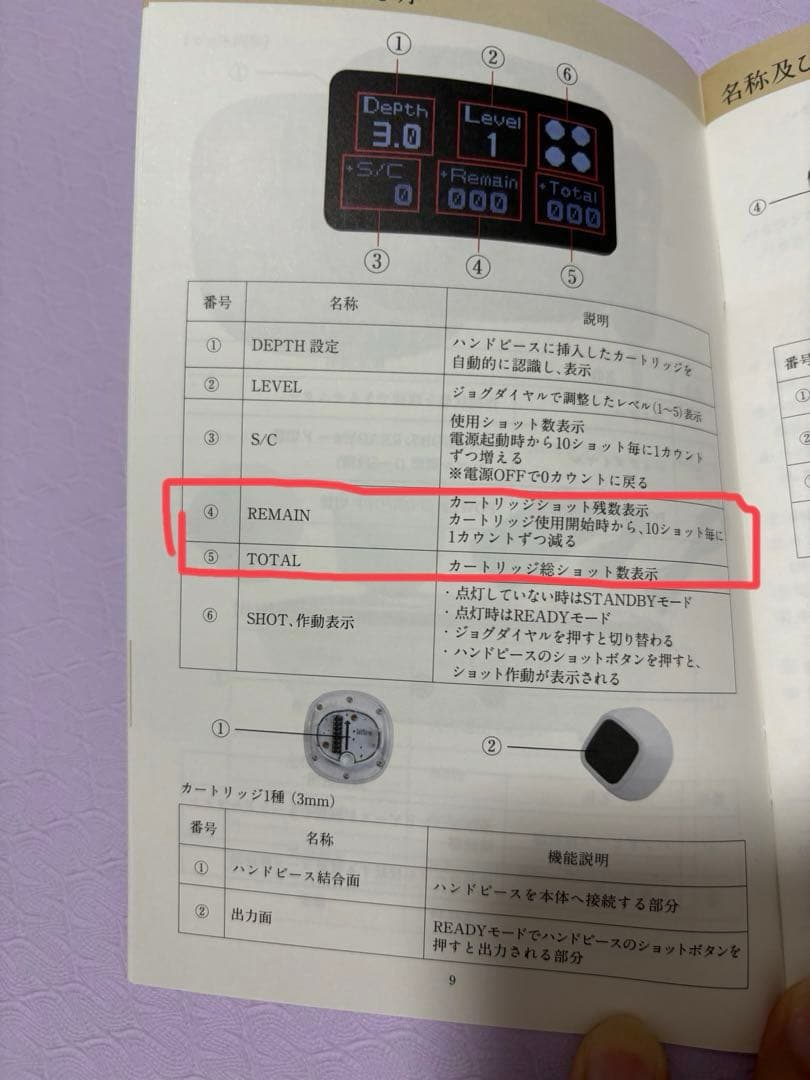 名称及び
①
②
⑥
Depth
3.0
Level
1
+S/C
0
+Remain
000
+Total
000
③
④
⑤
④
番号
名称
説明
①
DEPTH 設定
ハンドピースに挿入したカートリッジを
自動的に認識し、表示
②
LEVEL
ジョグダイヤルで調整したレベル(1~5)表示
③
S/C
使用ショット数表示
電源起動時から10ショット毎に1カウント
ずつ増える
※電源OFFで0カウントに戻る
④
REMAIN
カートリッジショット残数表示
カートリッジ使用開始時から、10ショット毎に
1カウントずつ減る
⑤
TOTAL
カートリッジ総ショット数表示
⑥
SHOT、作動表示
・点灯していない時はSTANDBYモード
・点灯時はREADYモード
・ジョグダイヤルを押すと切り替わる
・ハンドピースのショットボタンを押すと、
ショット作動が表示される
①
②
カートリッジ1種(3mm)
番号
名称
機能説明
①
ハンドピース結合面
ハンドピースを本体へ接続する部分
②
出力面
READYモードでハンドピースのショットボタンを
押すと出力される部分
9
番号
①